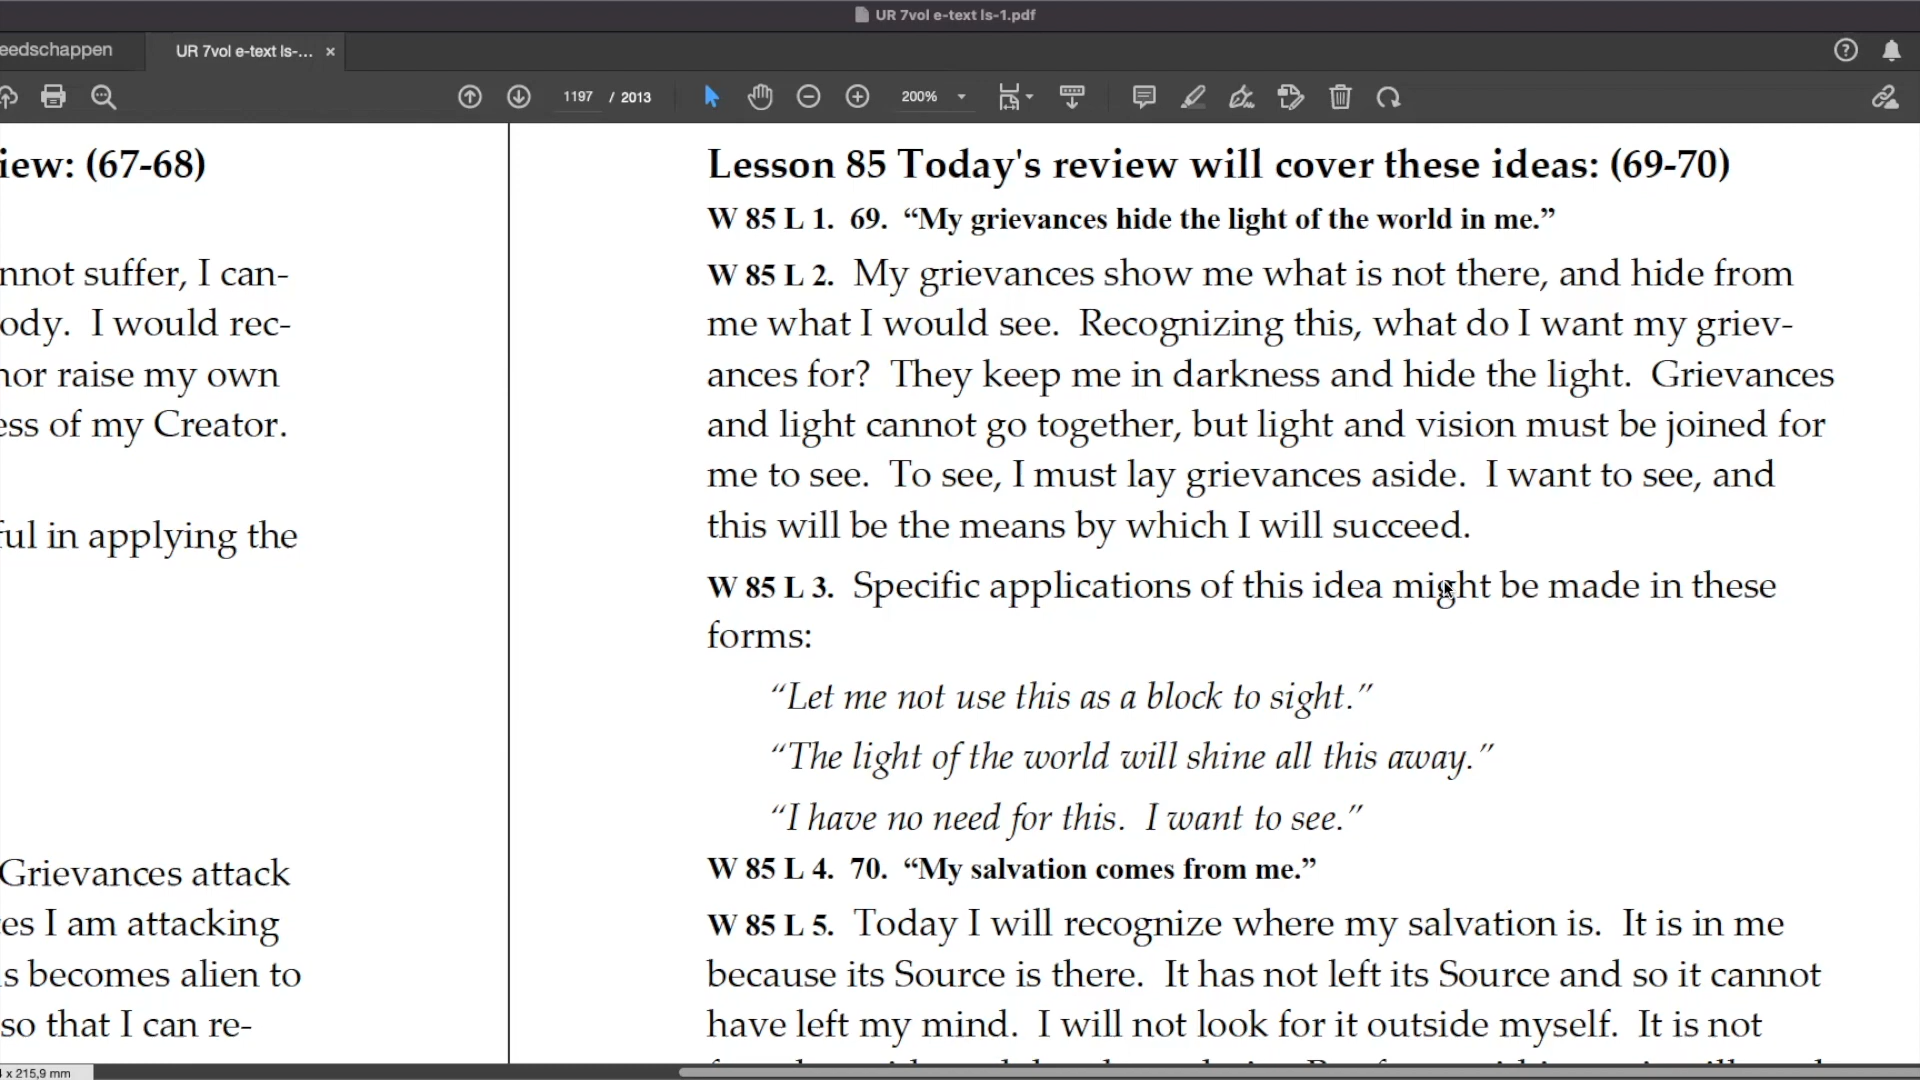 UR 7vol e-text ls-1.pdf
eedschappen
UR 7vol e-text ls-... ×
1197 / 2013
200%
iew: (67-68)
nnot suffer, I can-
ody. I would rec-
nor raise my own
ess of my Creator.
ful in applying the
Grievances attack
es I am attacking
s becomes alien to
so that I can re-
Lesson 85 Today's review will cover these ideas: (69-70)
W 85 L 1. 69. “My grievances hide the light of the world in me.”
W 85 L 2. My grievances show me what is not there, and hide from
me what I would see. Recognizing this, what do I want my griev-
ances for? They keep me in darkness and hide the light. Grievances
and light cannot go together, but light and vision must be joined for
me to see. To see, I must lay grievances aside. I want to see, and
this will be the means by which I will succeed.
W 85 L 3. Specific applications of this idea might be made in these
forms:
“Let me not use this as a block to sight.”
“The light of the world will shine all this away.”
“I have no need for this. I want to see.”
W 85 L 4. 70. “My salvation comes from me.”
W 85 L 5. Today I will recognize where my salvation is. It is in me
because its Source is there. It has not left its Source and so it cannot
have left my mind. I will not look for it outside myself. It is not
x 215,9 mm